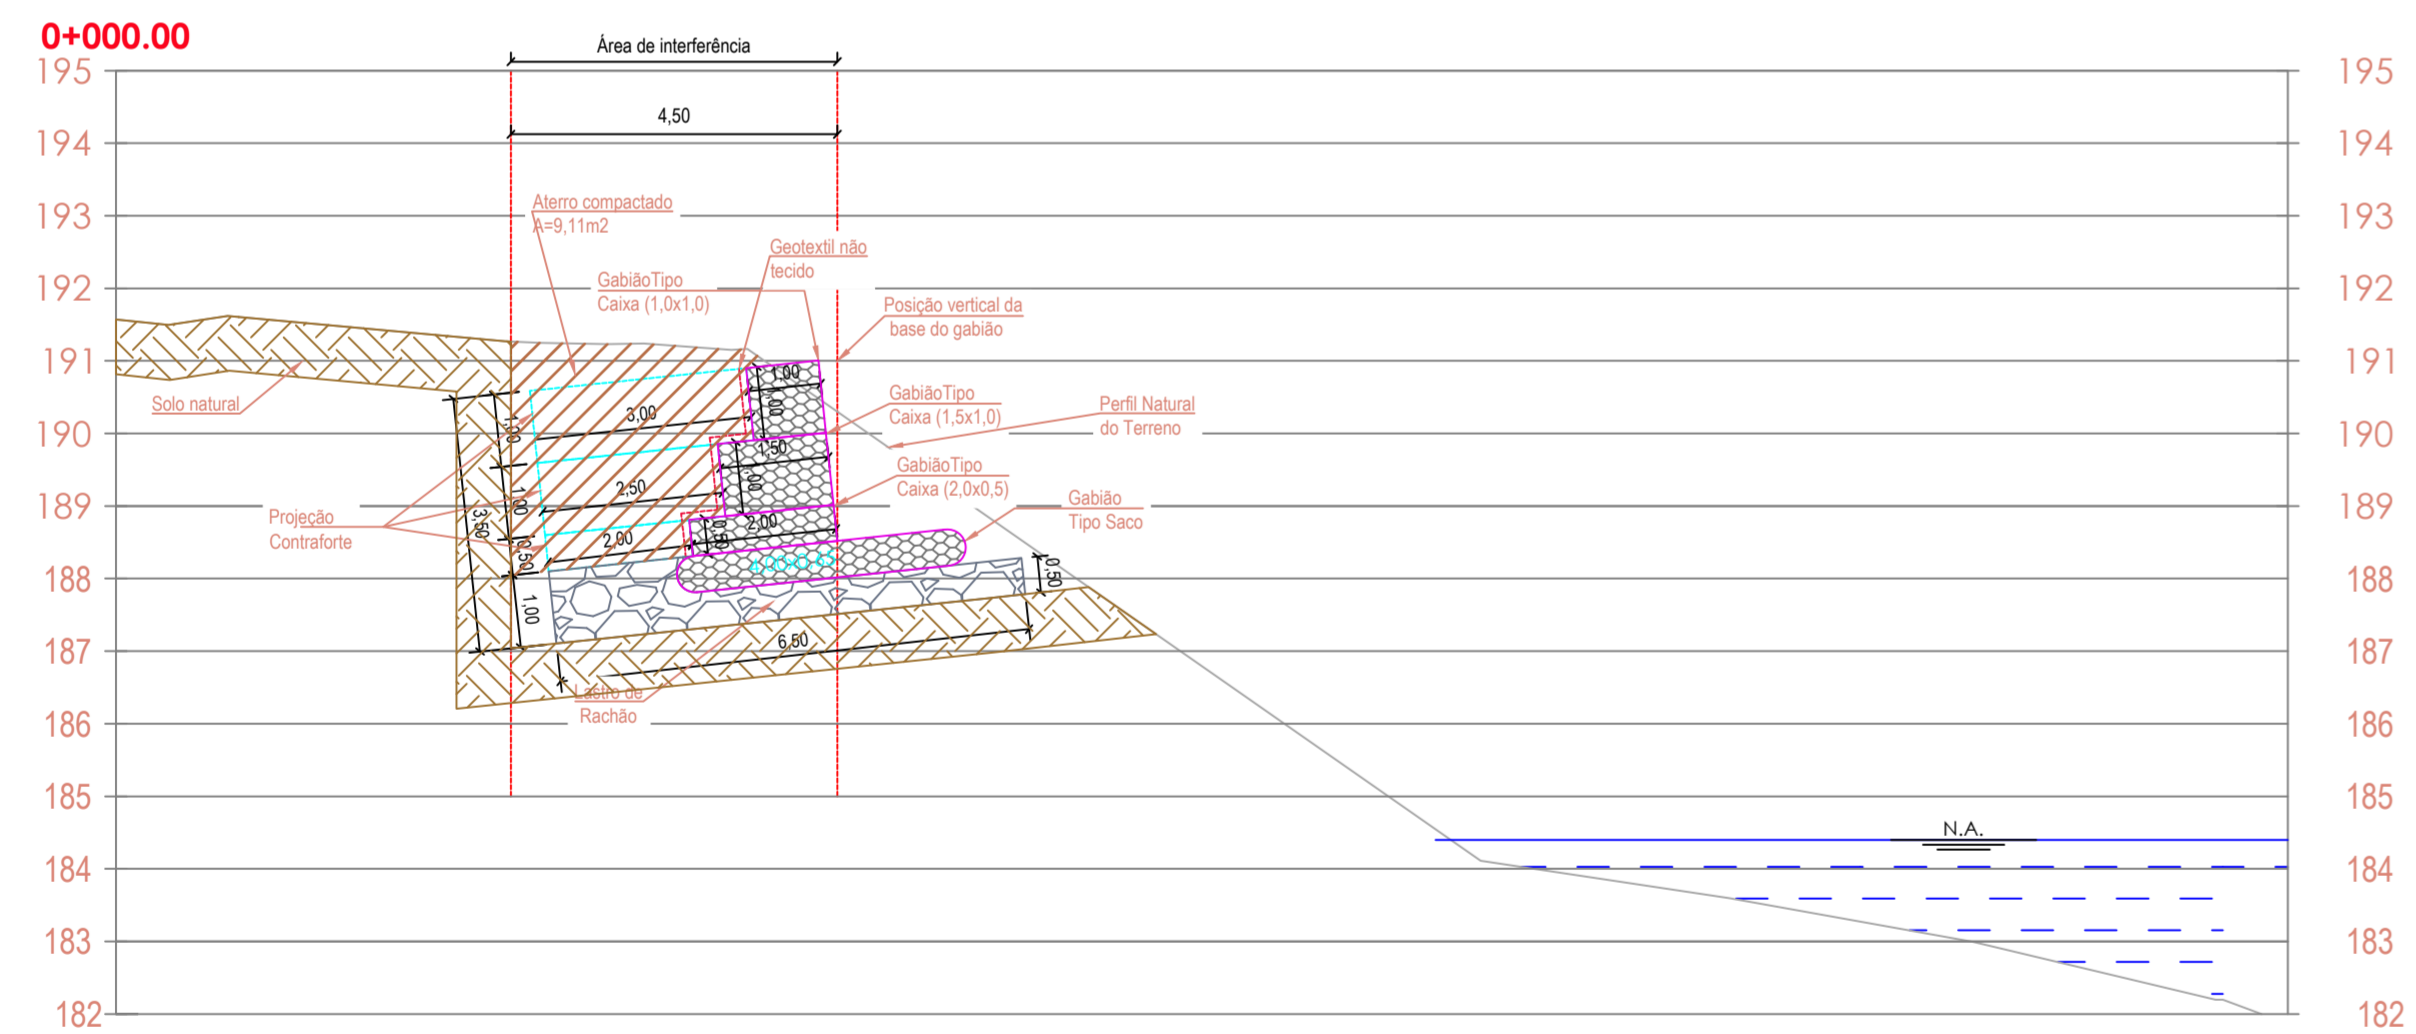 0+000.00
Área de interferência
195 195
4,50
194 194
193 193
Aterro compactado
A=9,11m2
Geotextil não
tecido
GabiãoTipo
Caixa (1,0x1,0)
192 192
Posição vertical da
base do gabião
191 191
1,00
1,00
Solo natural
GabiãoTipo
Caixa (1,5x1,0)
Perfil Natural
do Terreno
3,00
1,00
190 190
1,50
1,00
GabiãoTipo
Caixa (2,0x0,5)
2,50
1,00
Gabião
Tipo Saco
189 189
Projeção
Contraforte
3,50
2,00
0,50
2,00
0,50
4,00x0,65
0,50
188 188
1,00
6,50
187 187
Lastro de
Rachão
186 186
185 185
N.A.
184 184
183 183
182 182